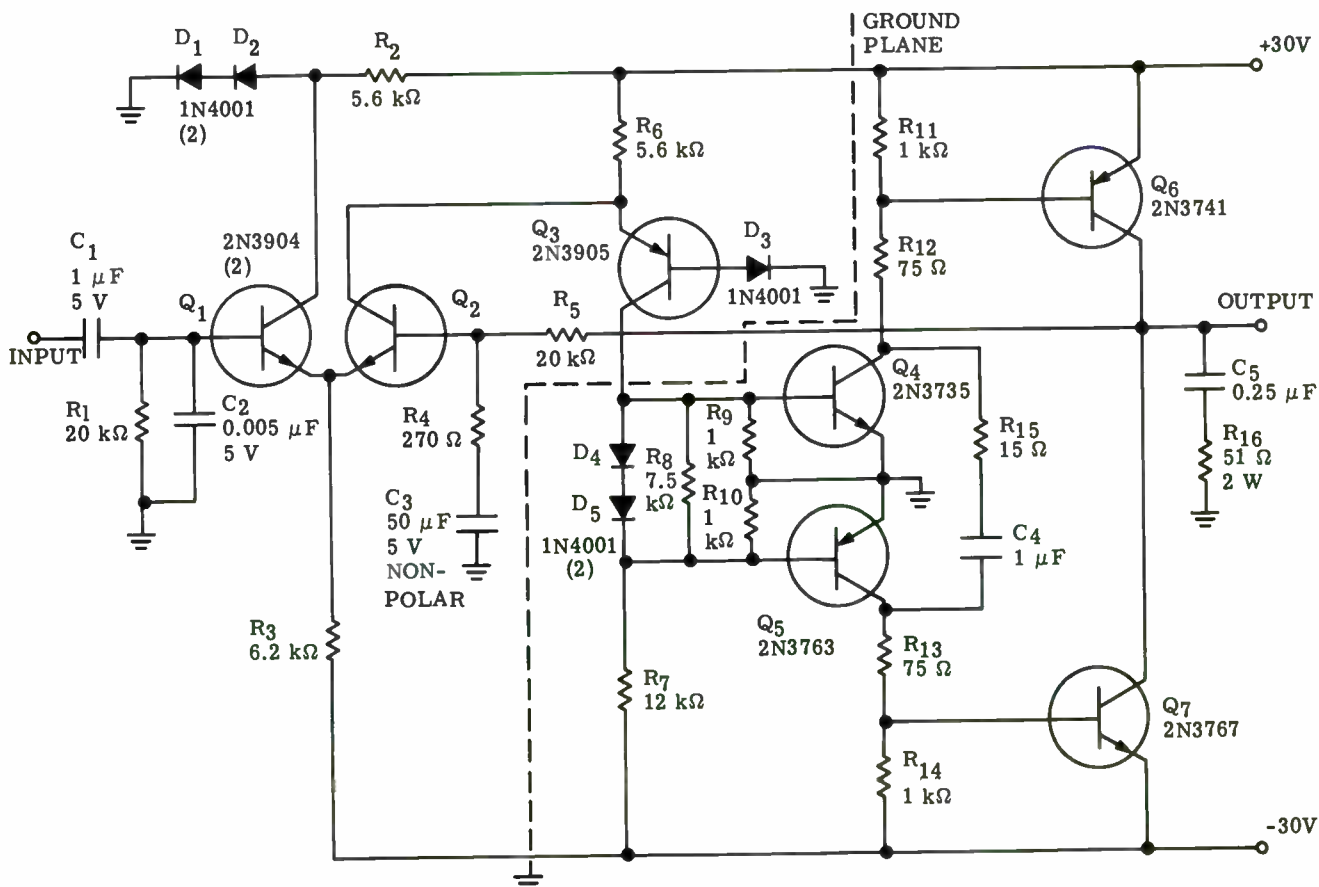 GROUND
PLANE
+30V
D1
D2
1N4001
(2)
R2
5.6 kΩ
R6
5.6 kΩ
R11
1 kΩ
Q6
2N3741
C1
1 μF
5 V
2N3904
(2)
Q1
Q2
Q3
2N3905
D3
1N4001
R12
75 Ω
R5
20 kΩ
OUTPUT
INPUT
R1
20 kΩ
C2
0.005 μF
5 V
R4
270 Ω
C3
50 μF
5 V
NON-
POLAR
Q4
2N3735
D4
D5
1N4001
(2)
R8
7.5
kΩ
R9
1
kΩ
R10
1
kΩ
R15
15 Ω
C4
1 μF
C5
0.25 μF
R16
51 Ω
2 W
Q5
2N3763
R3
6.2 kΩ
R7
12 kΩ
R13
75 Ω
R14
1 kΩ
Q7
2N3767
-30V